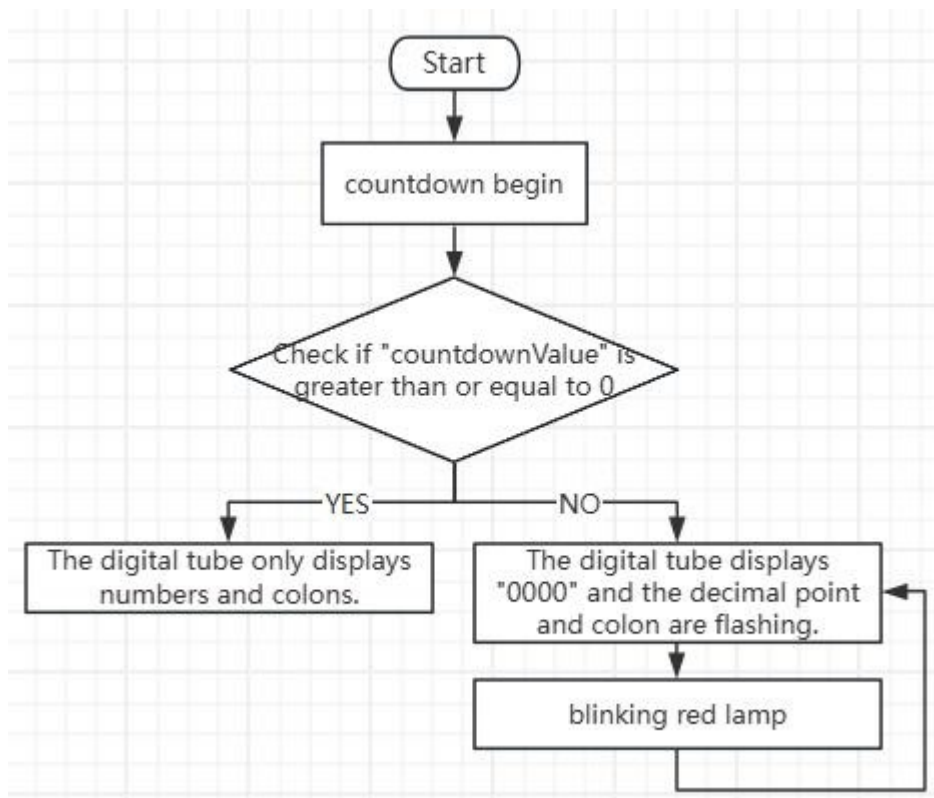 Start
countdown begin
Check if "countdownValue" is
greater than or equal to 0
YES
NO
The digital tube only displays
numbers and colons.
The digital tube displays
"0000" and the decimal point
and colon are flashing.
blinking red lamp